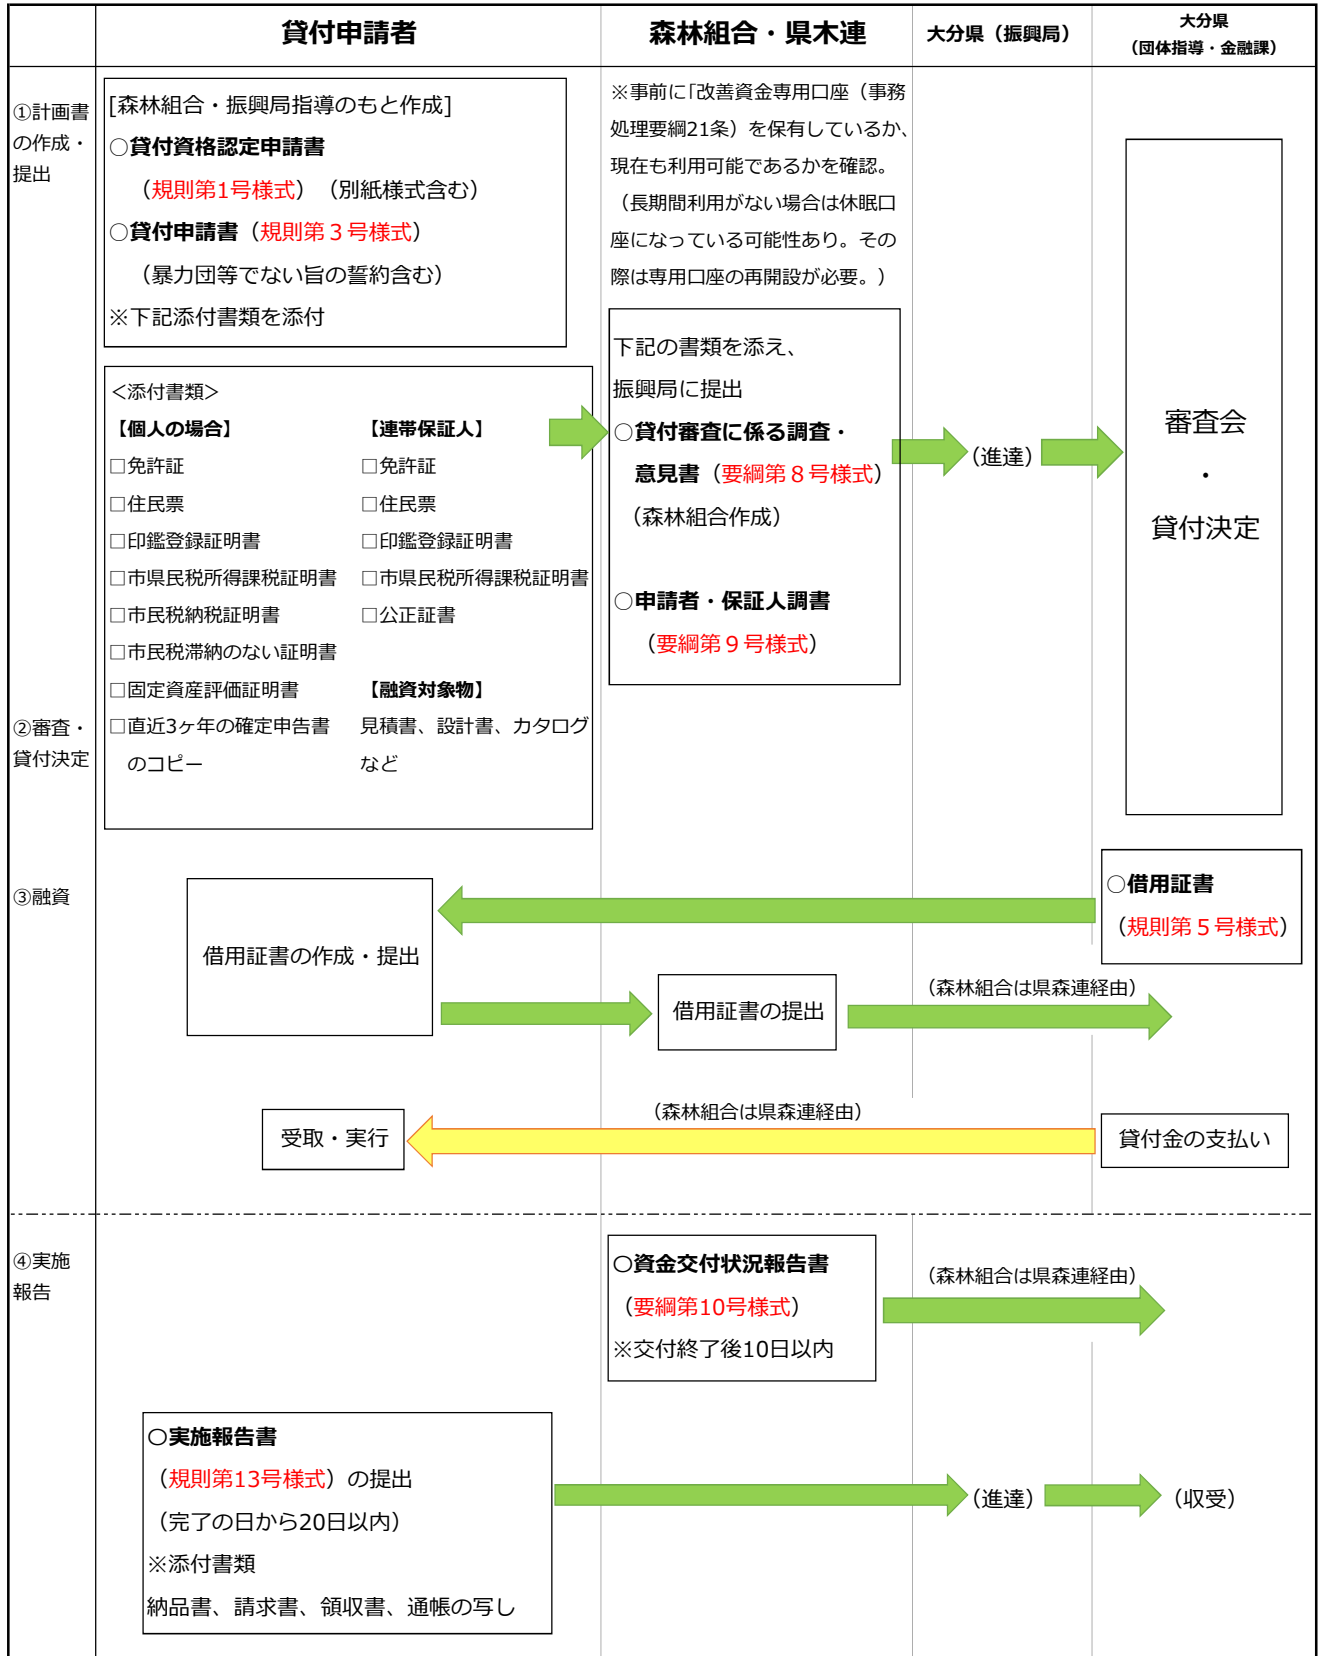 貸付申請者
森林組合・県木連
大分県（振興局）
大分県
（団体指導・金融課）
①計画書
の作成・
提出
[森林組合・振興局指導のもと作成]
○貸付資格認定申請書
（規則第1号様式）（別紙様式含む）
○貸付申請書（規則第３号様式）
（暴力団等でない旨の誓約含む）
※下記添付書類を添付
※事前に「改善資金専用口座（事務
処理要綱21条）を保有しているか、
現在も利用可能であるかを確認。
（長期間利用がない場合は休眠口
座になっている可能性あり。その
際は専用口座の再開設が必要。）
＜添付書類＞
【個人の場合】
□免許証
□住民票
□印鑑登録証明書
□市県民税所得課税証明書
□市民税納税証明書
□市民税滞納のない証明書
□固定資産評価証明書
□直近3ヶ年の確定申告書
のコピー
【連帯保証人】
□免許証
□住民票
□印鑑登録証明書
□市県民税所得課税証明書
□公正証書
【融資対象物】
見積書、設計書、カタログ
など
下記の書類を添え、
振興局に提出
○貸付審査に係る調査・
意見書（要綱第８号様式）
（森林組合作成）
○申請者・保証人調書
（要綱第９号様式）
（進達）
審査会
・
貸付決定
②審査・
貸付決定
③融資
○借用証書
（規則第５号様式）
借用証書の作成・提出
借用証書の提出
（森林組合は県森連経由）
（森林組合は県森連経由）
受取・実行
貸付金の支払い
④実施
報告
○資金交付状況報告書
（要綱第10号様式）
※交付終了後10日以内
（森林組合は県森連経由）
○実施報告書
（規則第13号様式）の提出
（完了の日から20日以内）
※添付書類
納品書、請求書、領収書、通帳の写し
（進達）
（収受）